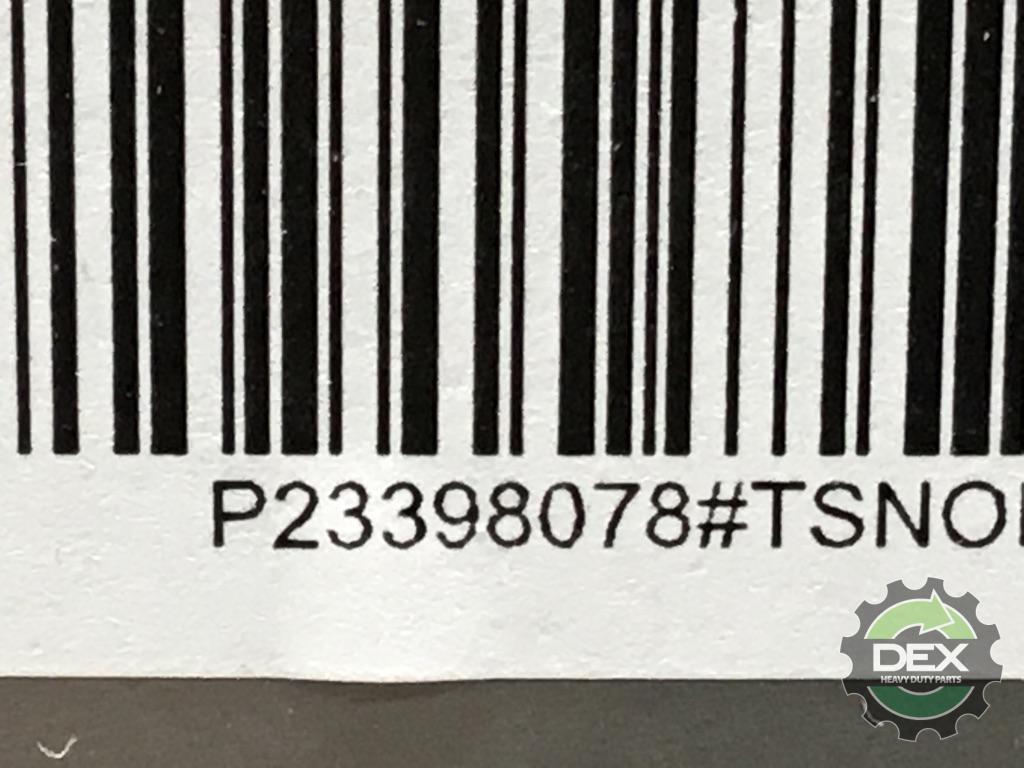 P23398078#TSNO
DEX
HEAVY DUTY PARTS